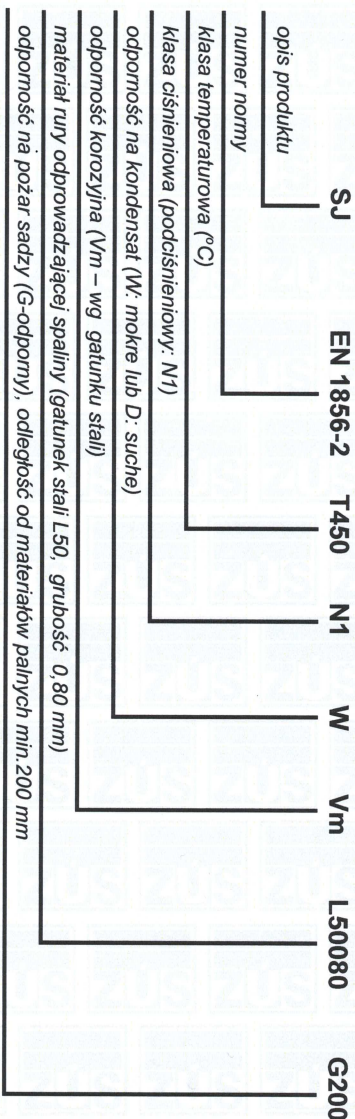 SJ EN 1856-2 T450 N1 W Vm L50080 G200
opis produktu
numer normy
klasa temperaturowa (°C)
klasa ciśnieniowa (podciśnieniowy: N1)
odporność na kondensat (W: mokre lub D: suche)
odporność korozyjna (Vm – wg gatunku stali)
materiał rury odprowadzającej spaliny (gatunek stali L50, grubość 0,80 mm)
odporność na pożar sadzy (G-odporny), odległość od materiałów palnych min.200 mm
ZUS